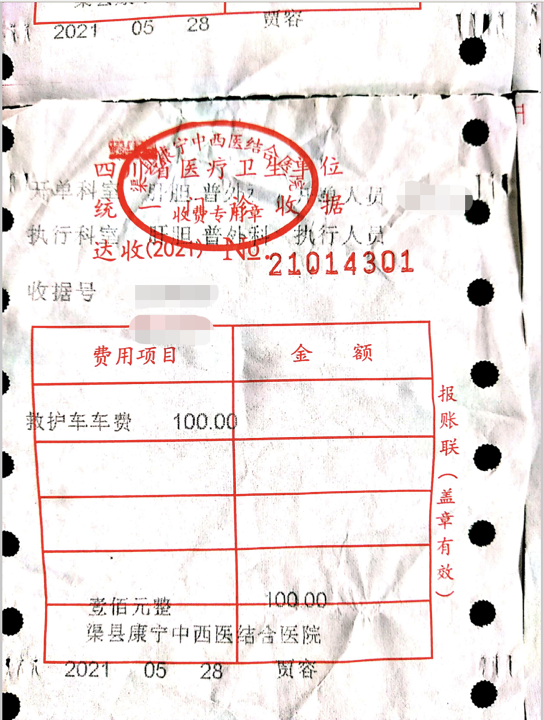 2021 05 28 贾容
渠县康宁中西医结合医院
四川省医疗卫生单位
开单科室 肝胆 普外科 人员
统一门诊收费收据
收费专用章
执行科室 肝胆 普外科 执行人员
达收(2021) No 21014301
收据号
费用项目 金额
救护车车费 100.00
报账联(盖章有效)
壹佰元整 100.00
渠县康宁中西医结合医院
2021 05 28 贾容